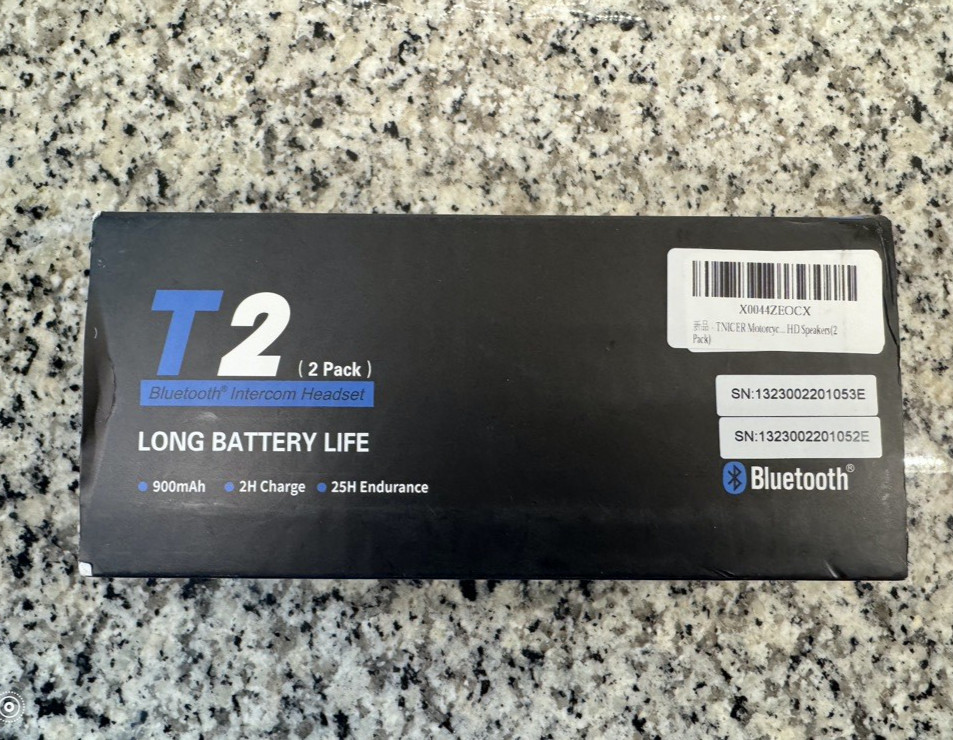 T2
( 2 Pack )
Bluetooth® Intercom Headset
LONG BATTERY LIFE
900mAh
2H Charge
25H Endurance
X0044ZEOCX
新品 - TNICER Motorcyc... HD Speakers(2
Pack)
SN:1323002201053E
SN:1323002201052E
Bluetooth®